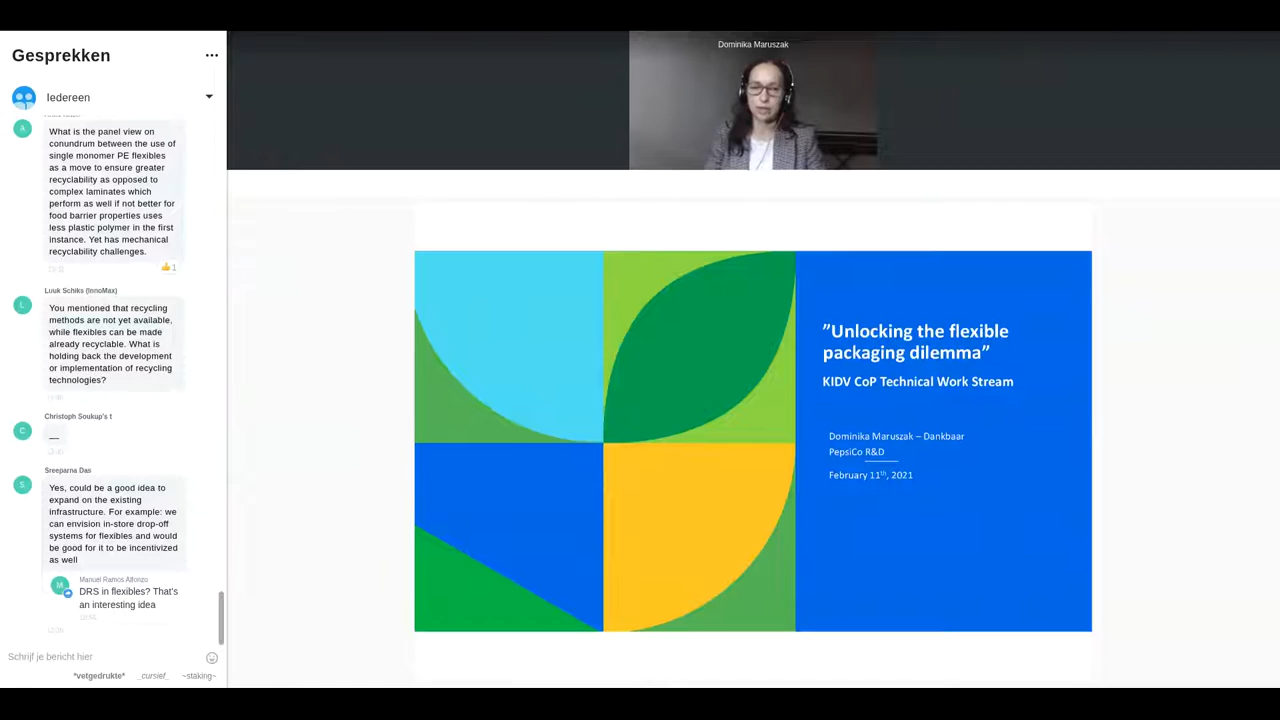 Gesprekken
Iedereen
A
What is the panel view on
conundrum between the use of
single monomer PE flexibles
as a move to ensure greater
recyclability as opposed to
complex laminates which
perform as well if not better for
food barrier properties uses
less plastic polymer in the first
instance. Yet has mechanical
recyclability challenges.
1
Luuk Schiks (InnoMax)
L
You mentioned that recycling
methods are not yet available,
while flexibles can be made
already recyclable. What is
holding back the development
or implementation of recycling
technologies?
Christoph Soukup's t
C
__
Sreeparna Das
S
Yes, could be a good idea to
expand on the existing
infrastructure. For example: we
can envision in-store drop-off
systems for flexibles and would
be good for it to be incentivized
as well
Manuel Ramos Alfonzo
M
DRS in flexibles? That's
an interesting idea
Schrijf je bericht hier
*vetgedrukte* _cursief_ ~staking~
Dominika Maruszak
”Unlocking the flexible
packaging dilemma”
KIDV CoP Technical Work Stream
Dominika Maruszak – Dankbaar
PepsiCo R&D
February 11th, 2021